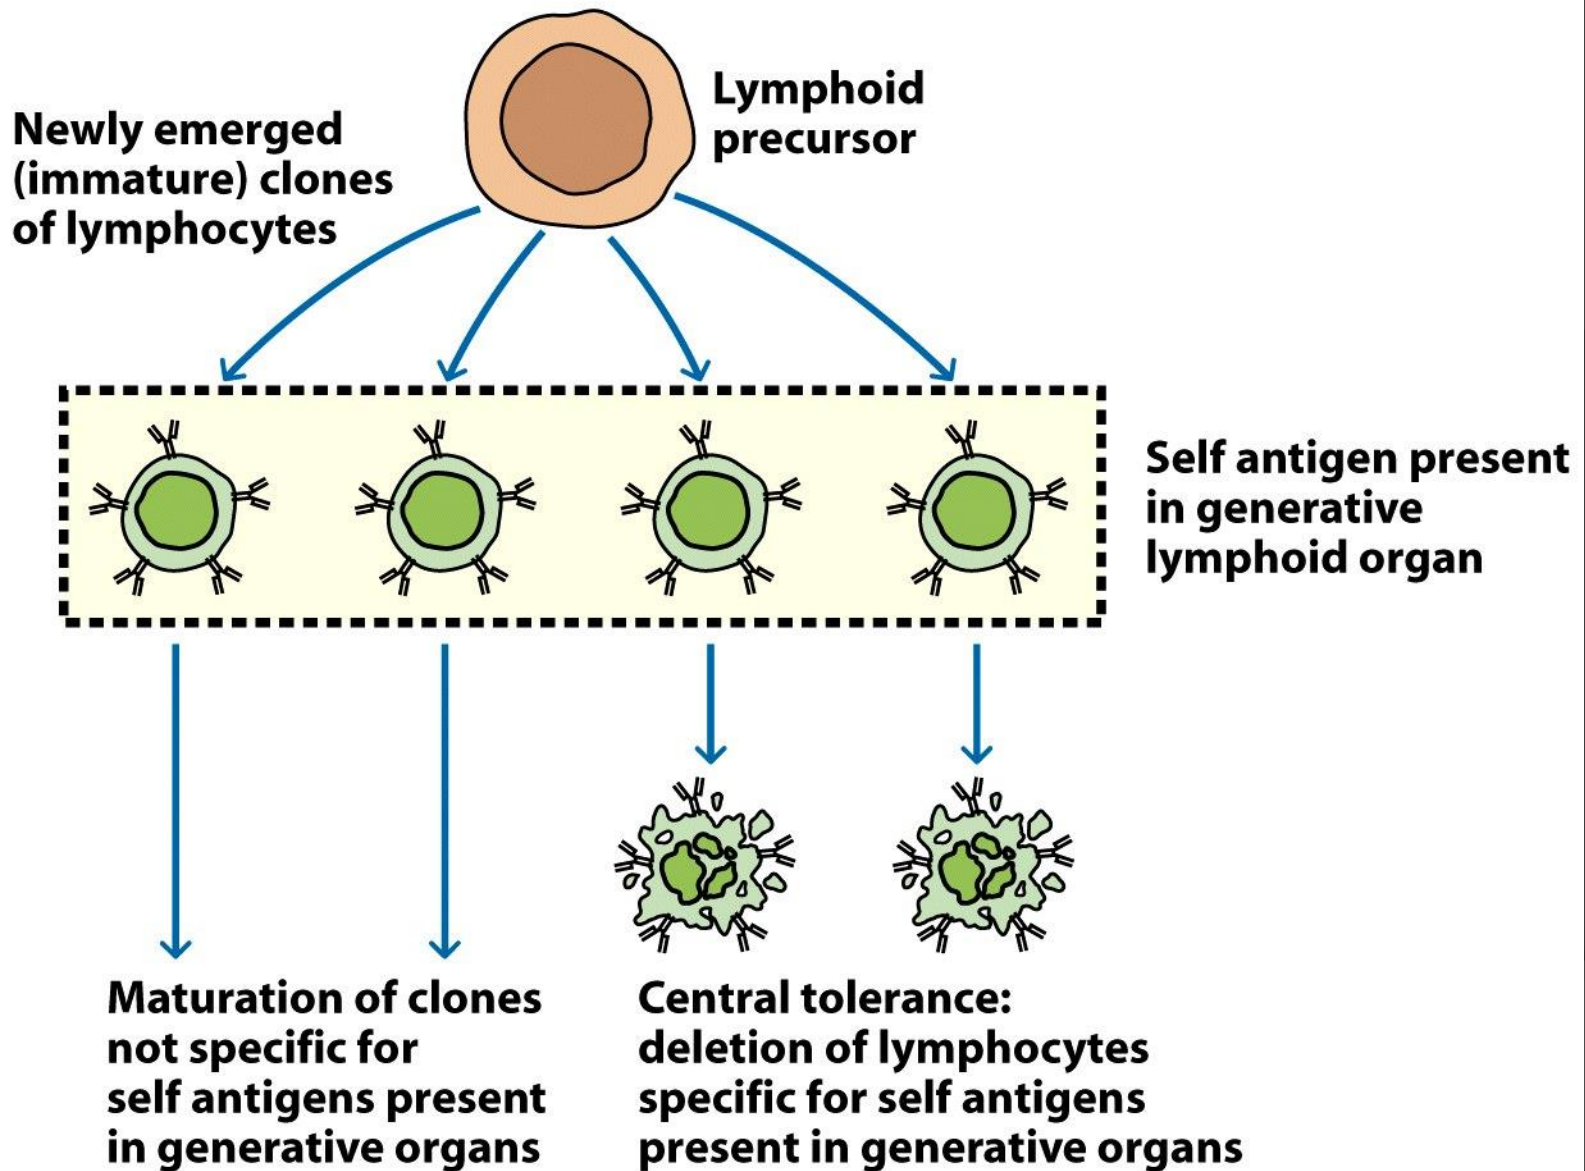 Lymphoid
precursor
Newly emerged
(immature) clones
of lymphocytes
Self antigen present
in generative
lymphoid organ
Maturation of clones
not specific for
self antigens present
in generative organs
Central tolerance:
deletion of lymphocytes
specific for self antigens
present in generative organs